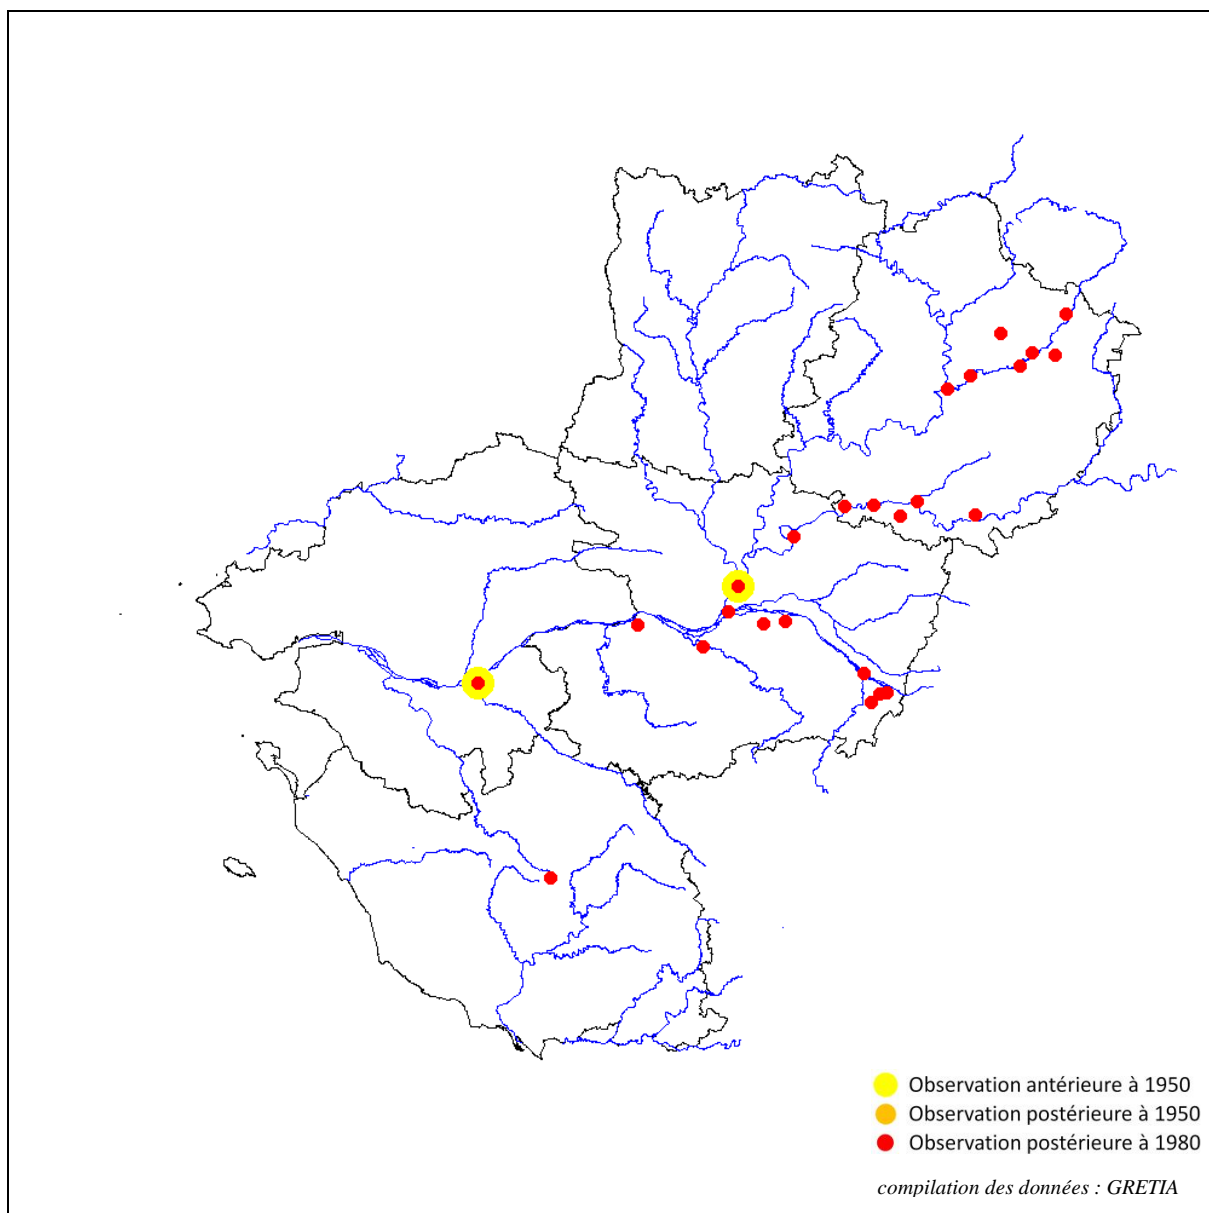 Observation antérieure à 1950
Observation postérieure à 1950
Observation postérieure à 1980
compilation des données : GRETIA